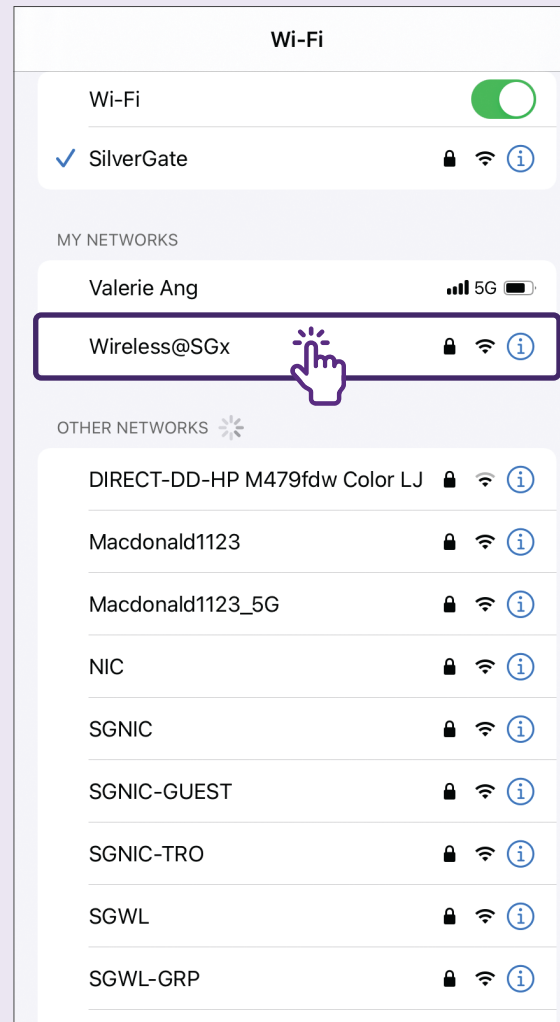 Wi-Fi
Wi-Fi
SilverGate
MY NETWORKS
Valerie Ang 5G
Wireless@SGx
OTHER NETWORKS
DIRECT-DD-HP M479fdw Color LJ
Macdonald1123
Macdonald1123_5G
NIC
SGNIC
SGNIC-GUEST
SGNIC-TRO
SGWL
SGWL-GRP